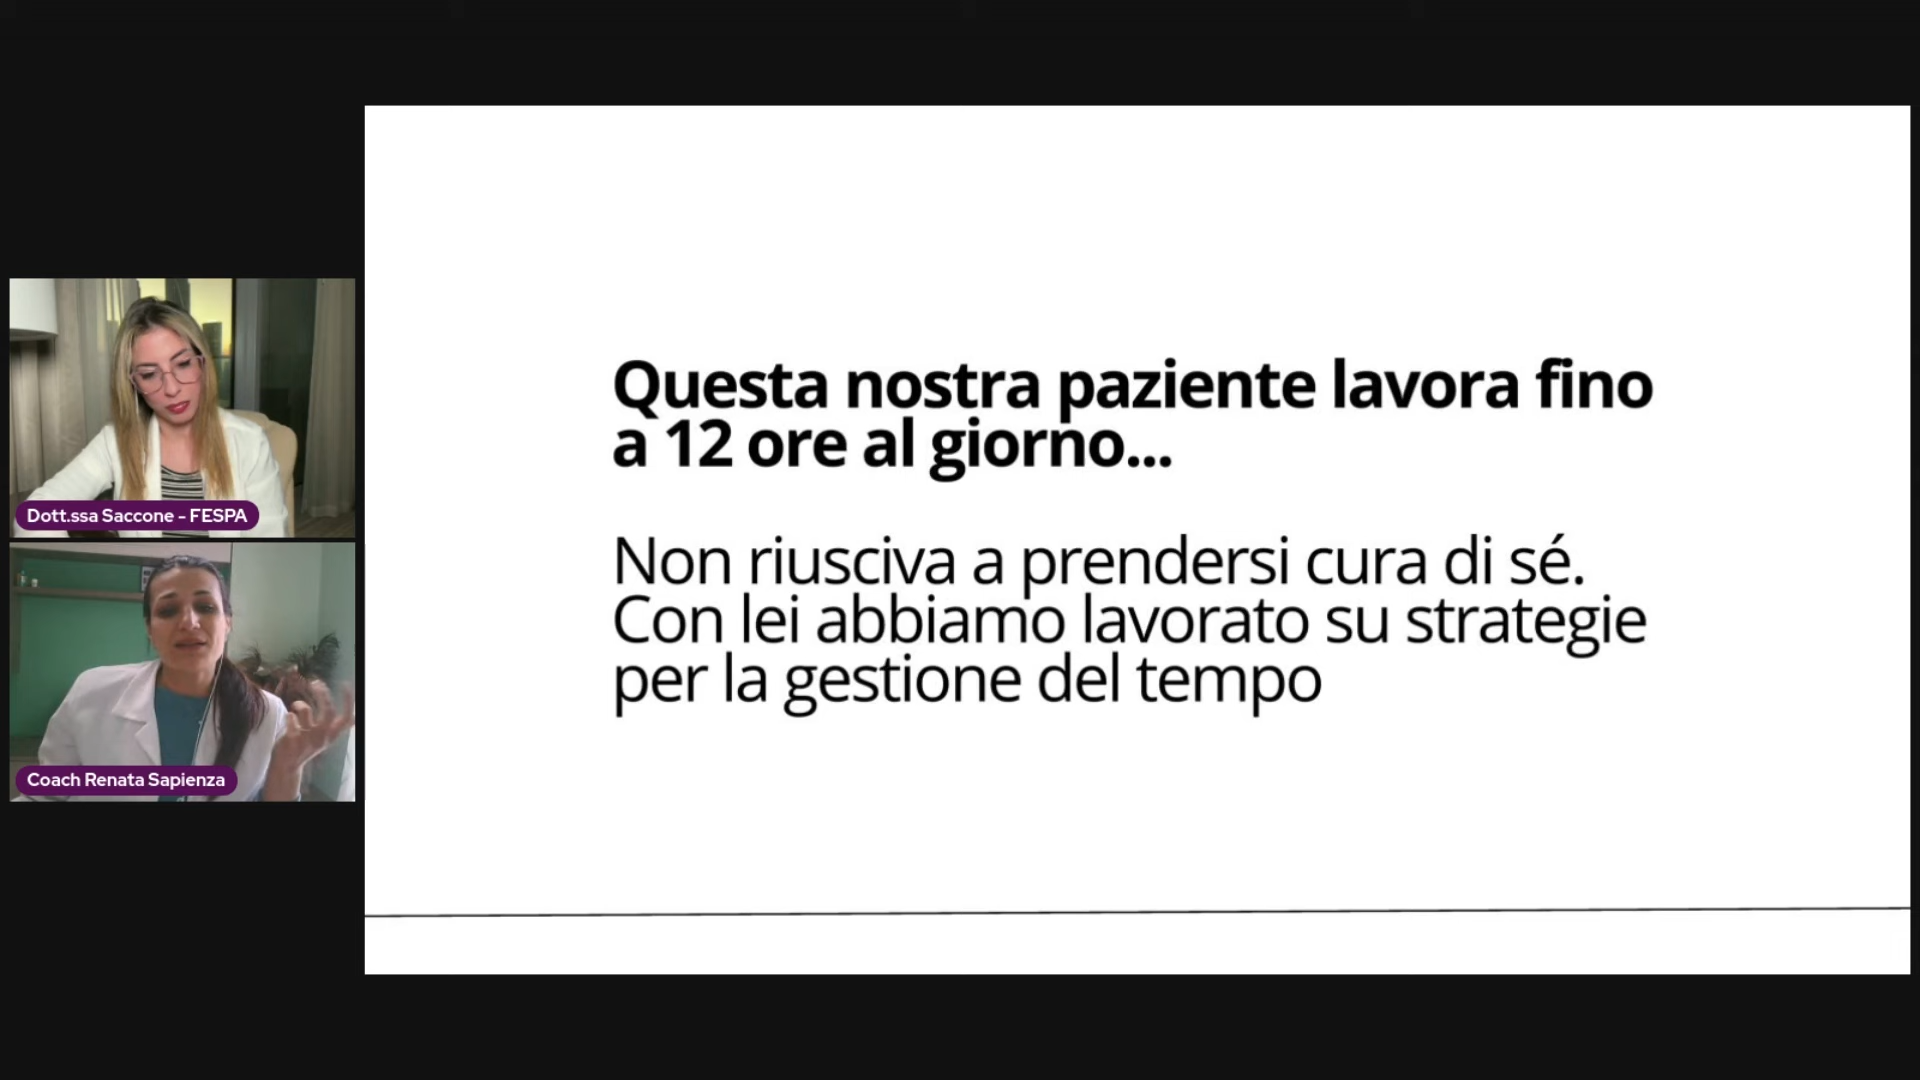 Dott.ssa Saccone - FESPA
Coach Renata Sapienza
Questa nostra paziente lavora fino
a 12 ore al giorno...
Non riusciva a prendersi cura di sé.
Con lei abbiamo lavorato su strategie
per la gestione del tempo